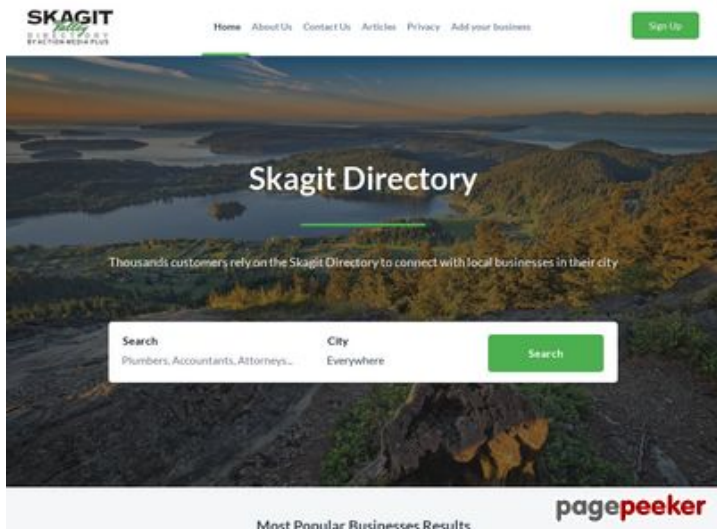 SKAGIT
Valley
DIRECTORY
BY ACTION MEDIA PLUS
Home About Us Contact Us Articles Privacy Add your business
Sign Up
Skagit Directory
Thousands customers rely on the Skagit Directory to connect with local businesses in their city
Search
City
Plumbers, Accountants, Attorneys...
Everywhere
Search
Most Popular Businesses Results
pagepeeker